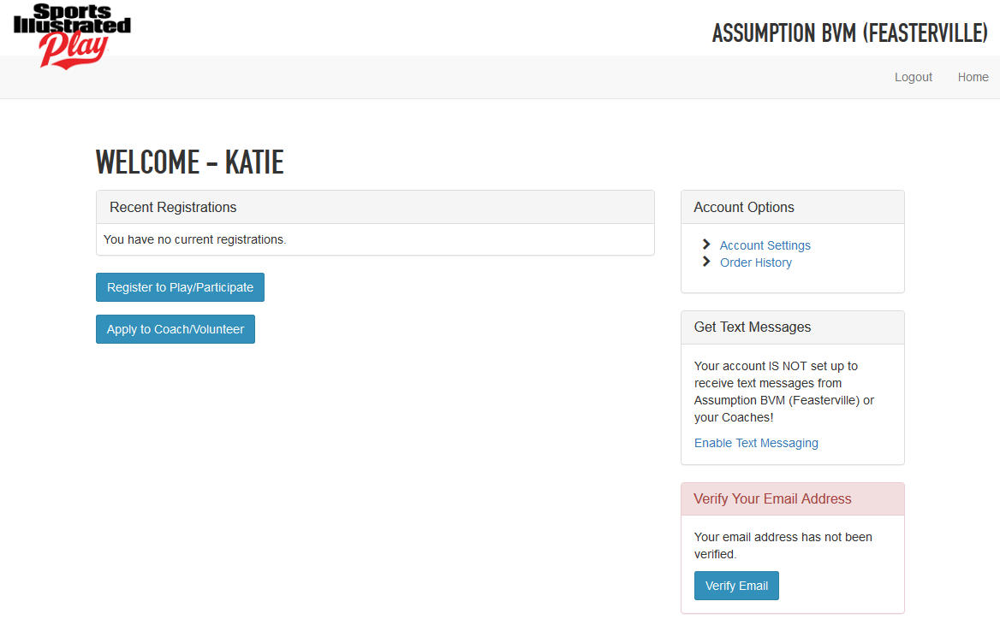 Sports
Illustrated
Play
ASSUMPTION BVM (FEASTERVILLE)
Logout Home
WELCOME - KATIE
Recent Registrations
You have no current registrations.
Register to Play/Participate
Apply to Coach/Volunteer
Account Options
Account Settings
Order History
Get Text Messages
Your account IS NOT set up to
receive text messages from
Assumption BVM (Feasterville) or
your Coaches!
Enable Text Messaging
Verify Your Email Address
Your email address has not been
verified.
Verify Email